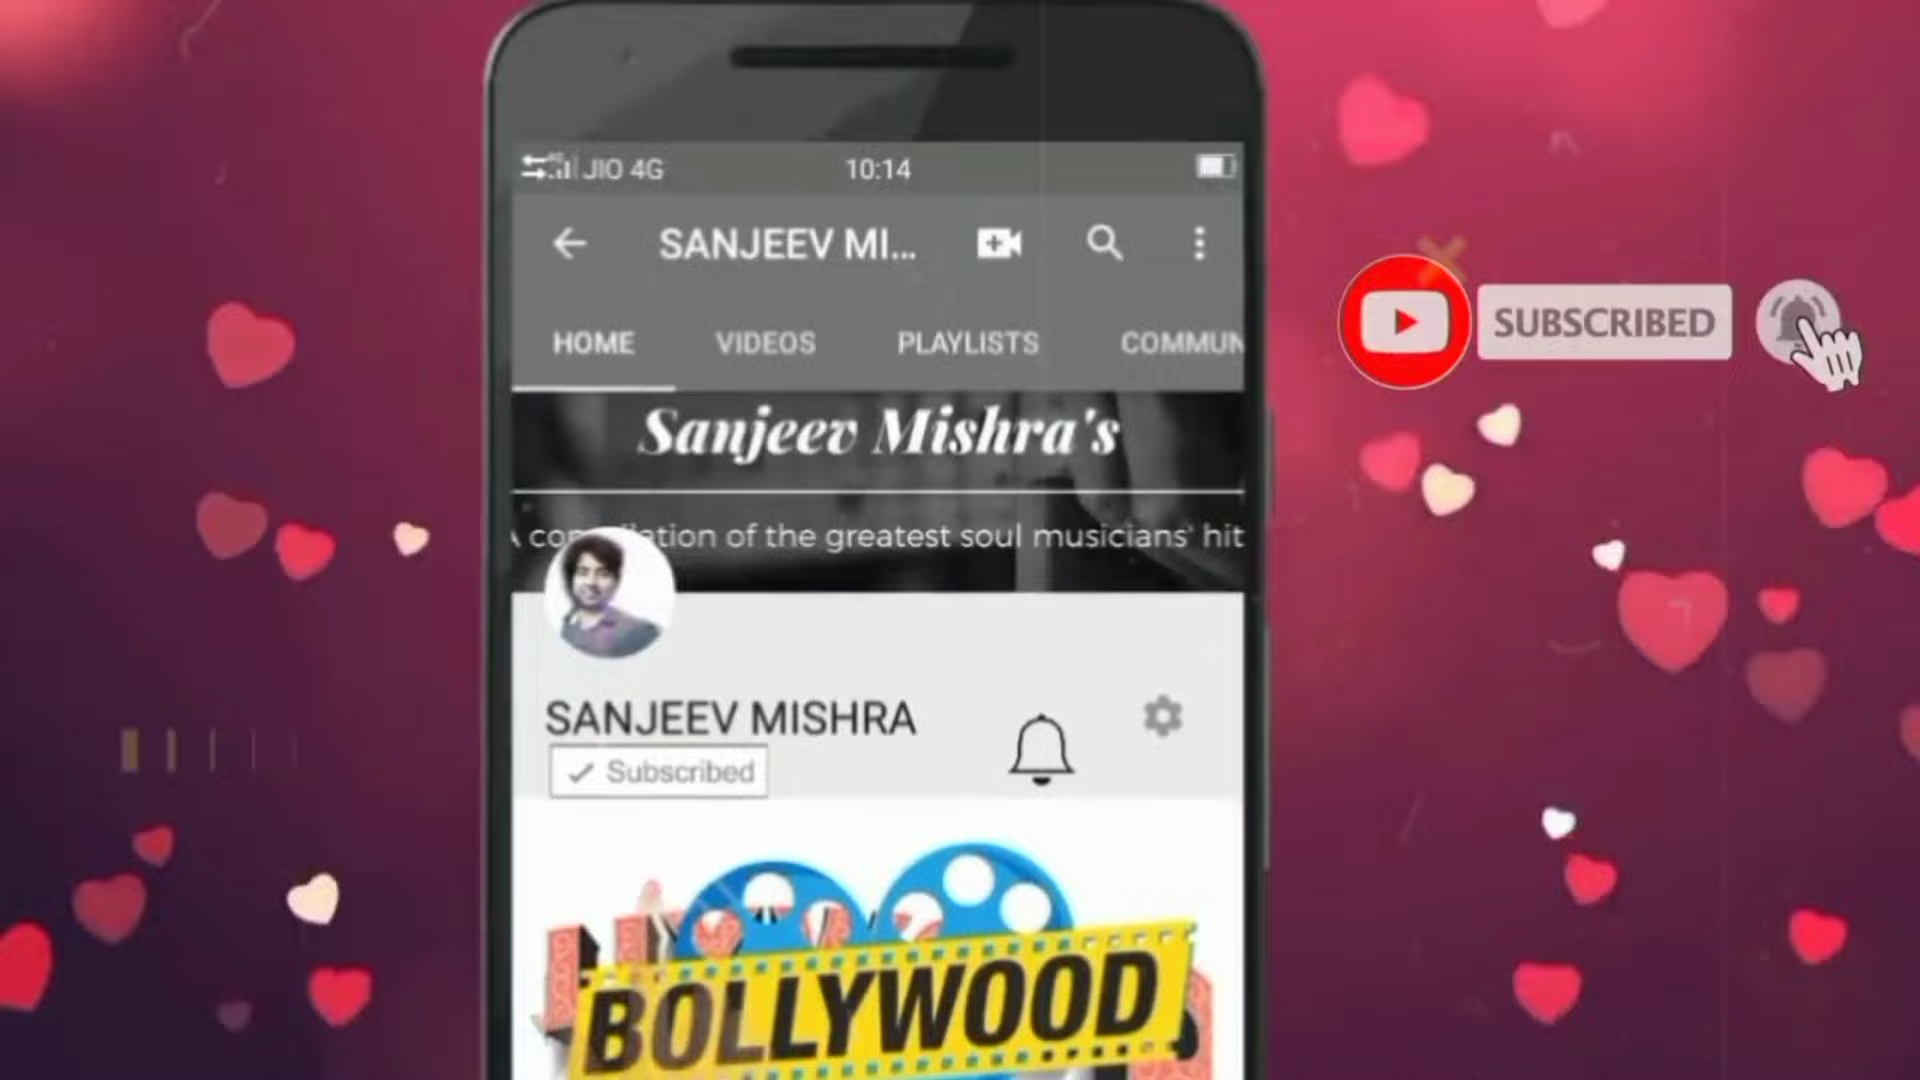 JIO 4G 10:14
SANJEEV MI...
HOME VIDEOS PLAYLISTS COMMUN
SUBSCRIBED
Sanjeev Mishra's
ation of the greatest soul musicians' hit
SANJEEV MISHRA
Subscribed
BOLLYWOOD